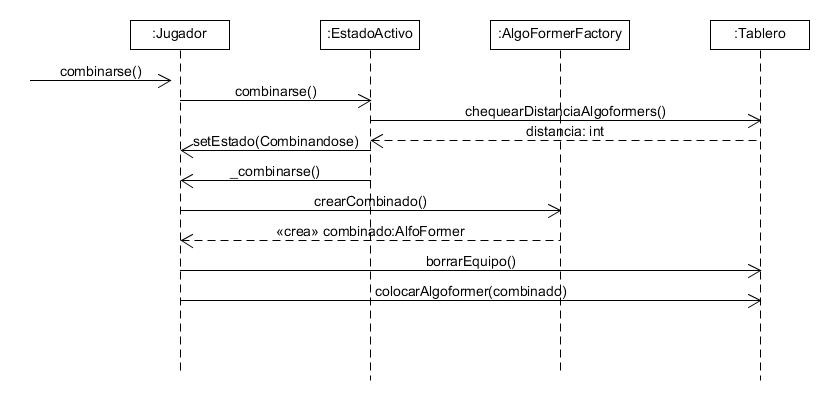 :Jugador
:EstadoActivo
:AlgoFormerFactory
:Tablero
combinarse()
combinarse()
chequearDistanciaAlgoformers()
distancia: int
setEstado(Combinandose)
_combinarse()
crearCombinado()
«crea» combinado:AlfoFormer
borrarEquipo()
colocarAlgoformer(combinado)